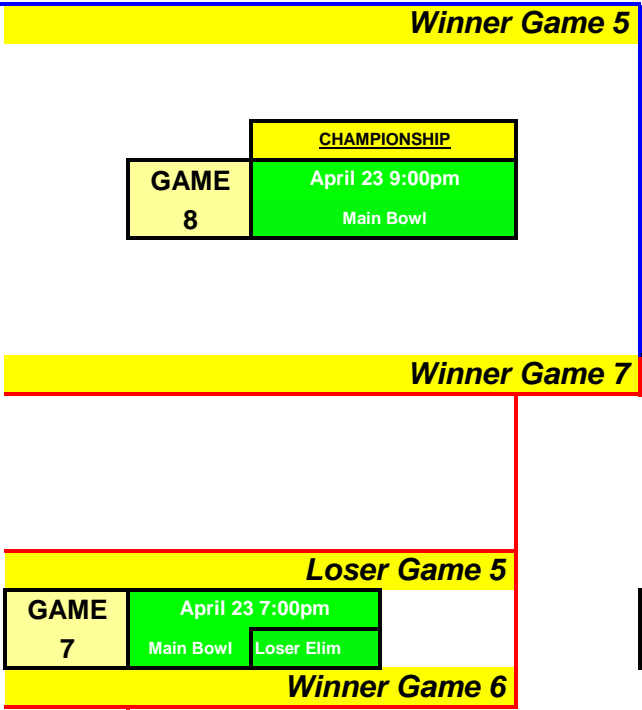 Winner Game 5
CHAMPIONSHIP
GAME April 23 9:00pm
8 Main Bowl
Winner Game 7
Loser Game 5
GAME April 23 7:00pm
7 Main Bowl Loser Elim
Winner Game 6